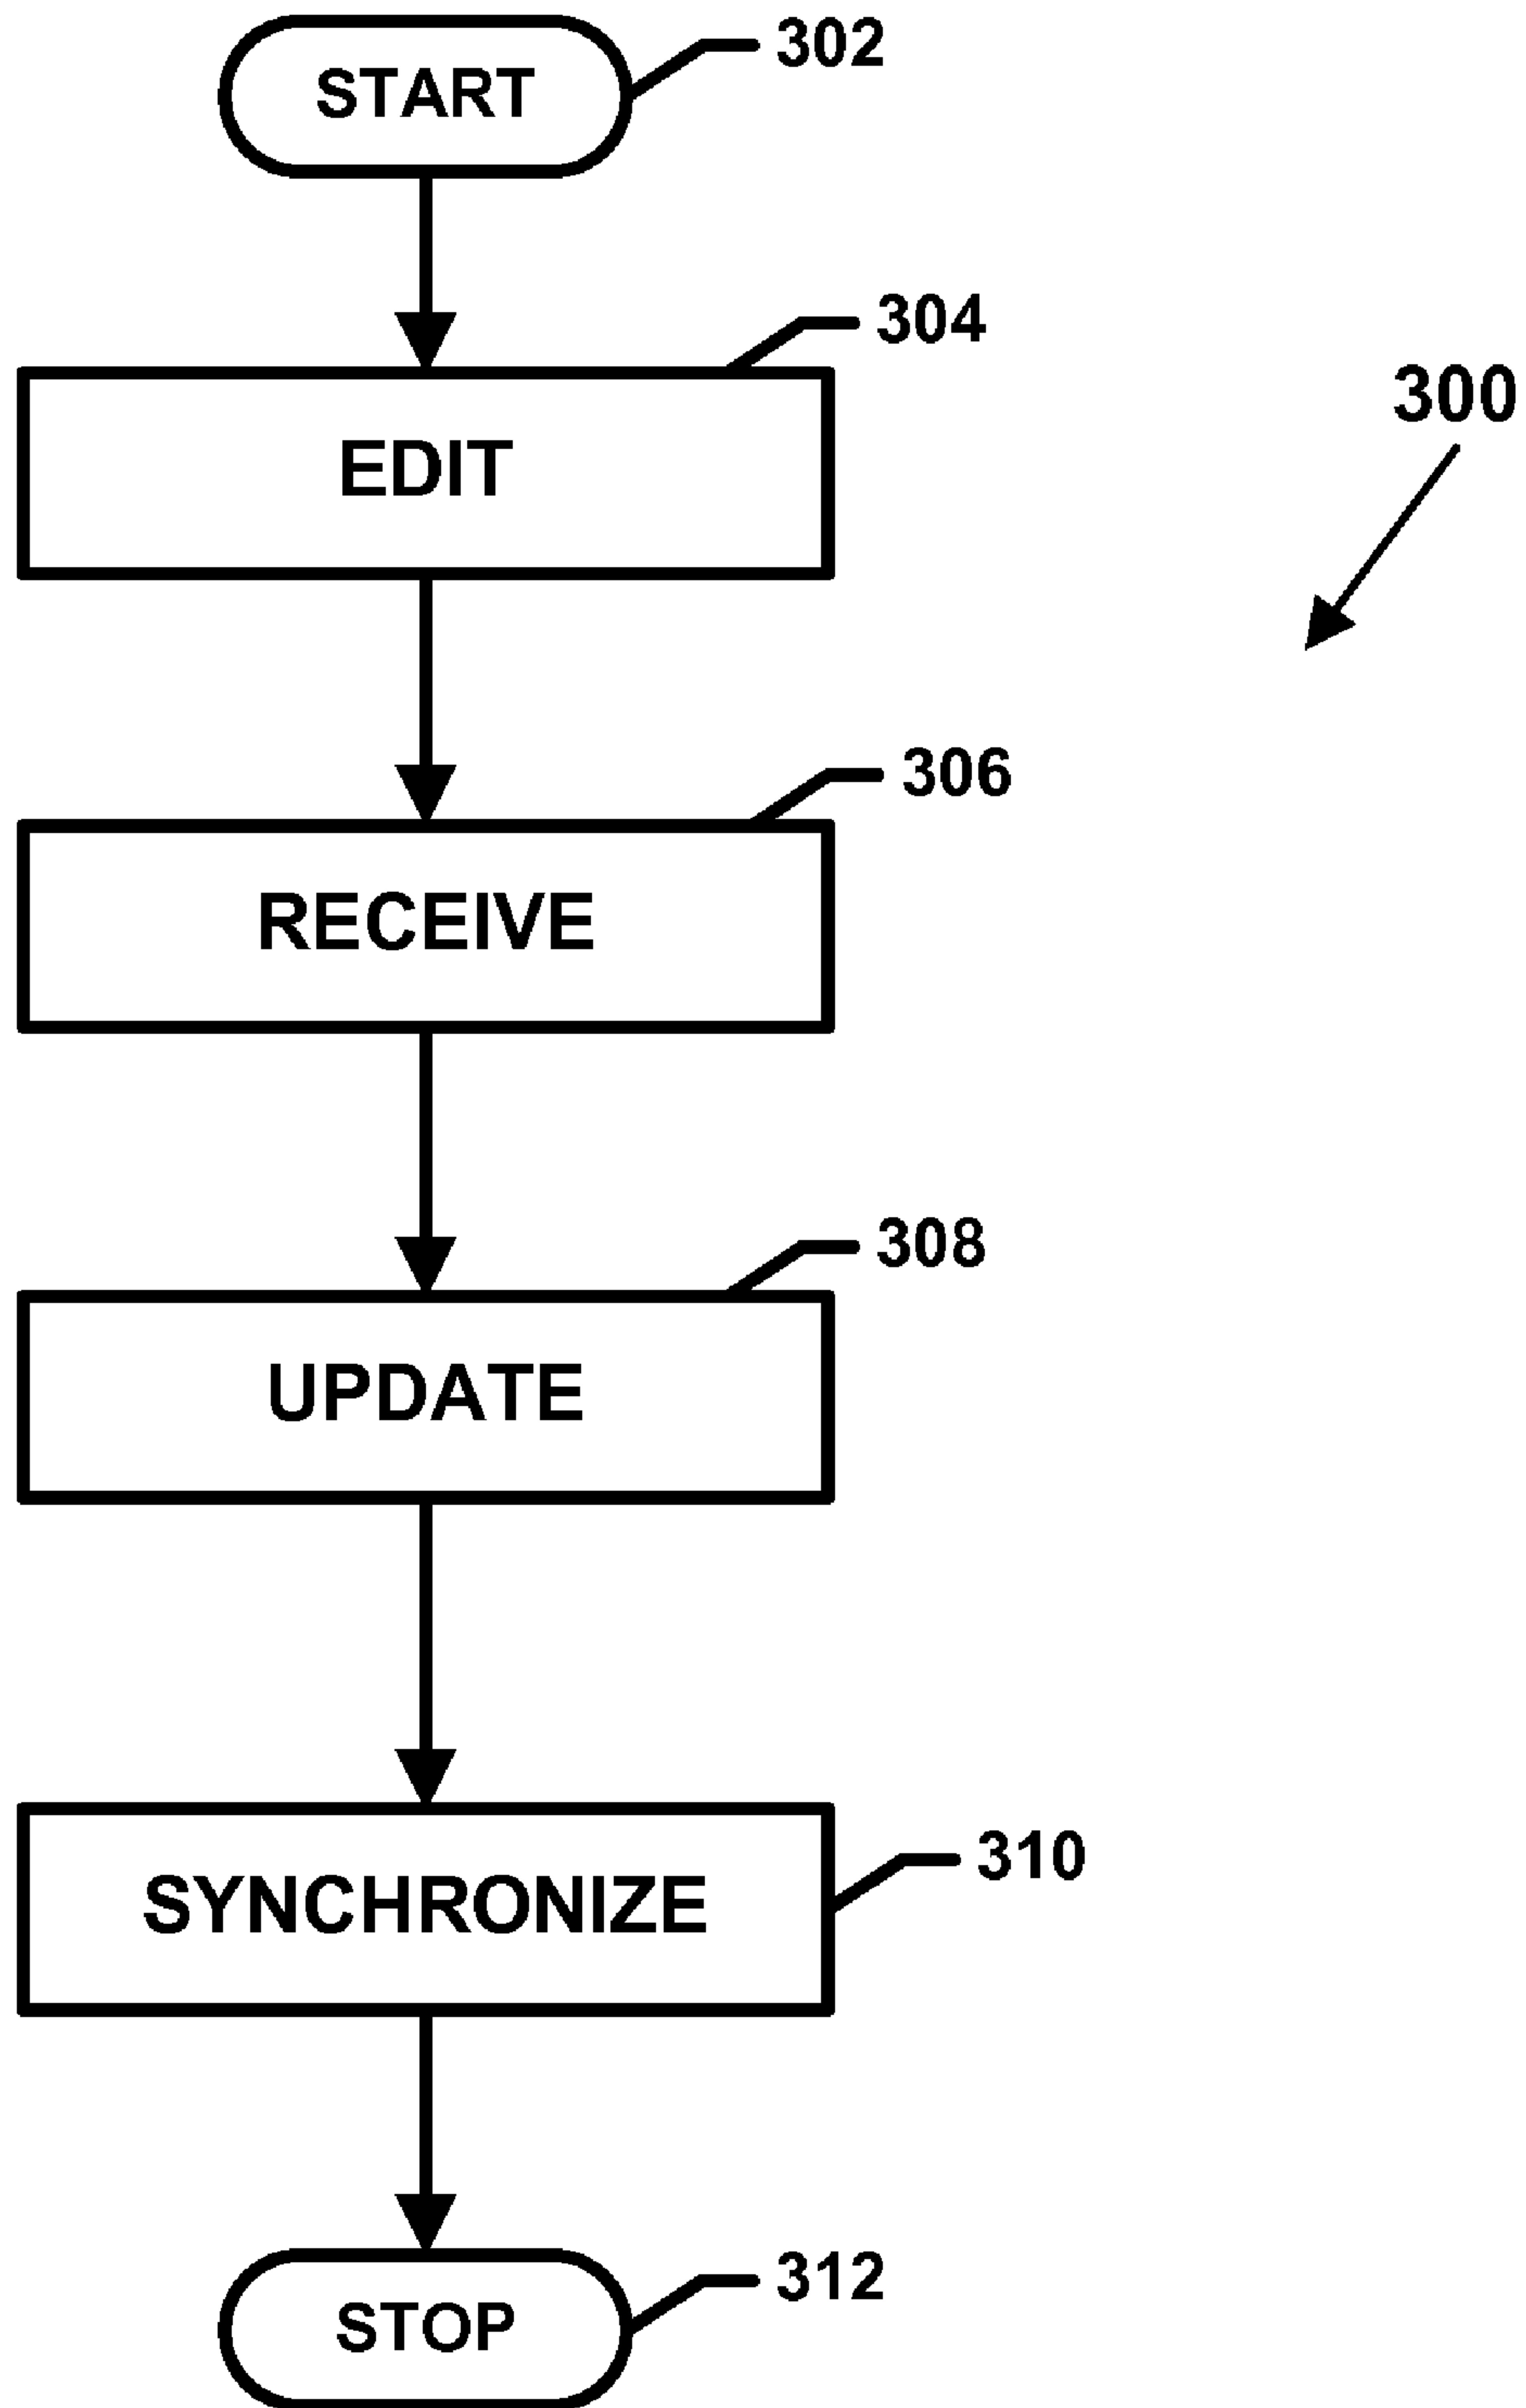 302
START
304
EDIT
300
306
RECEIVE
308
UPDATE
310
SYNCHRONIZE
312
STOP